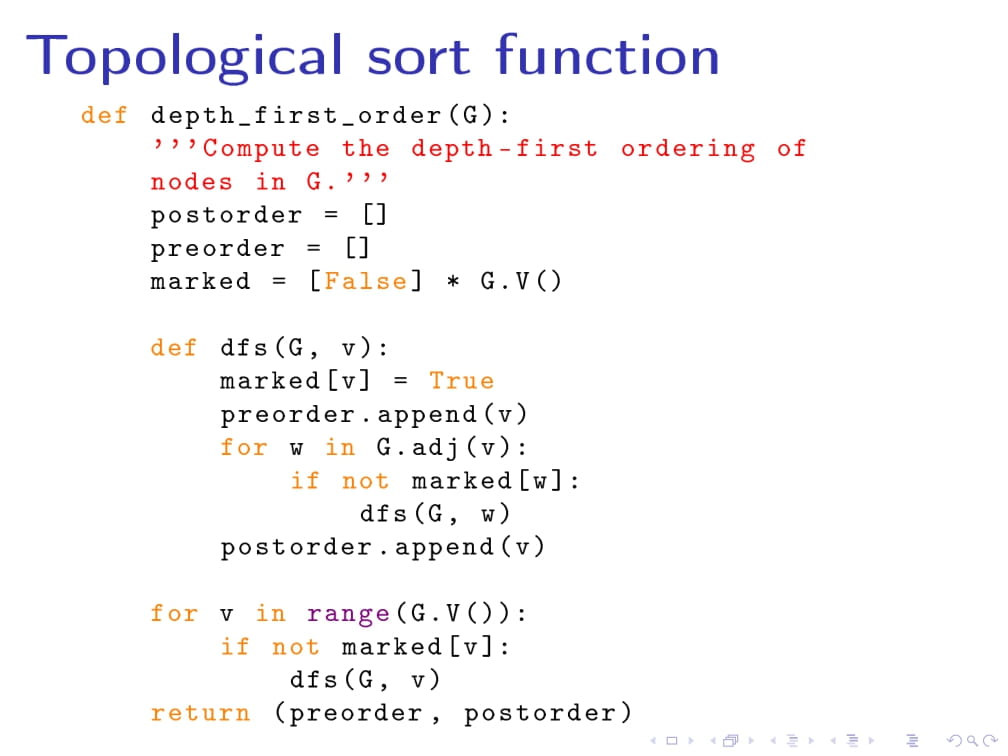 Topological sort function
def depth_first_order(G):
’’’Compute the depth-first ordering of
nodes in G.’’’
postorder = []
preorder = []
marked = [False] * G.V()
def dfs(G, v):
marked[v] = True
preorder.append(v)
for w in G.adj(v):
if not marked[w]:
dfs(G, w)
postorder.append(v)
for v in range(G.V()):
if not marked[v]:
dfs(G, v)
return (preorder, postorder)